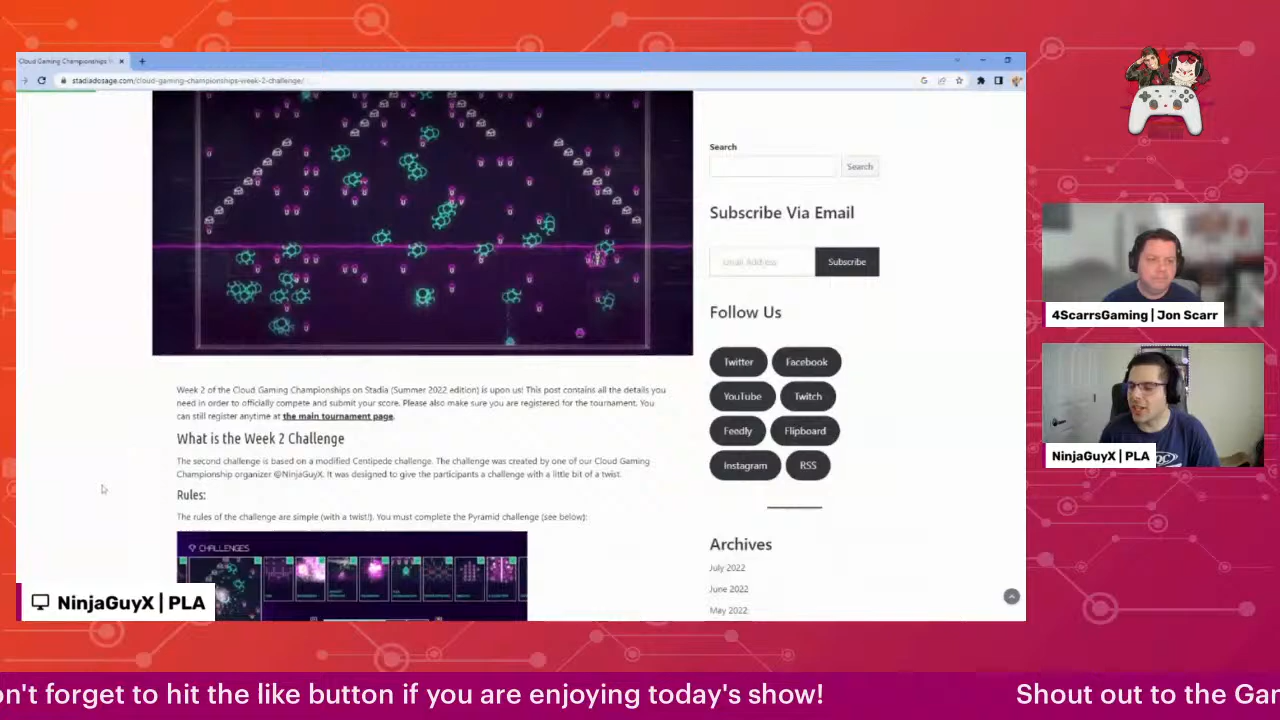 Cloud Gaming Championships
stadiadosage.com/cloud-gaming-championships-week-2-challenge/
Search
Search
Subscribe Via Email
Email Address
Subscribe
Follow Us
Twitter
Facebook
YouTube
Twitch
Feedly
Flipboard
Instagram
RSS
Archives
July 2022
June 2022
May 2022
Week 2 of the Cloud Gaming Championships on Stadia (Summer 2022 edition) is upon us! This post contains all the details you
need in order to officially compete and submit your score. Please also make sure you are registered for the tournament. You
can still register anytime at the main tournament page.
What is the Week 2 Challenge
The second challenge is based on a modified Centipede challenge. The challenge was created by one of our Cloud Gaming
Championship organizer @NinjaGuyX. It was designed to give the participants a challenge with a little bit of a twist.
Rules:
The rules of the challenge are simple (with a twist!). You must complete the Pyramid challenge (see below):
CHALLENGES
NinjaGuyX | PLA
4ScarrsGaming | Jon Scarr
NinjaGuyX | PLA
on't forget to hit the like button if you are enjoying today's show!
Shout out to the Gar